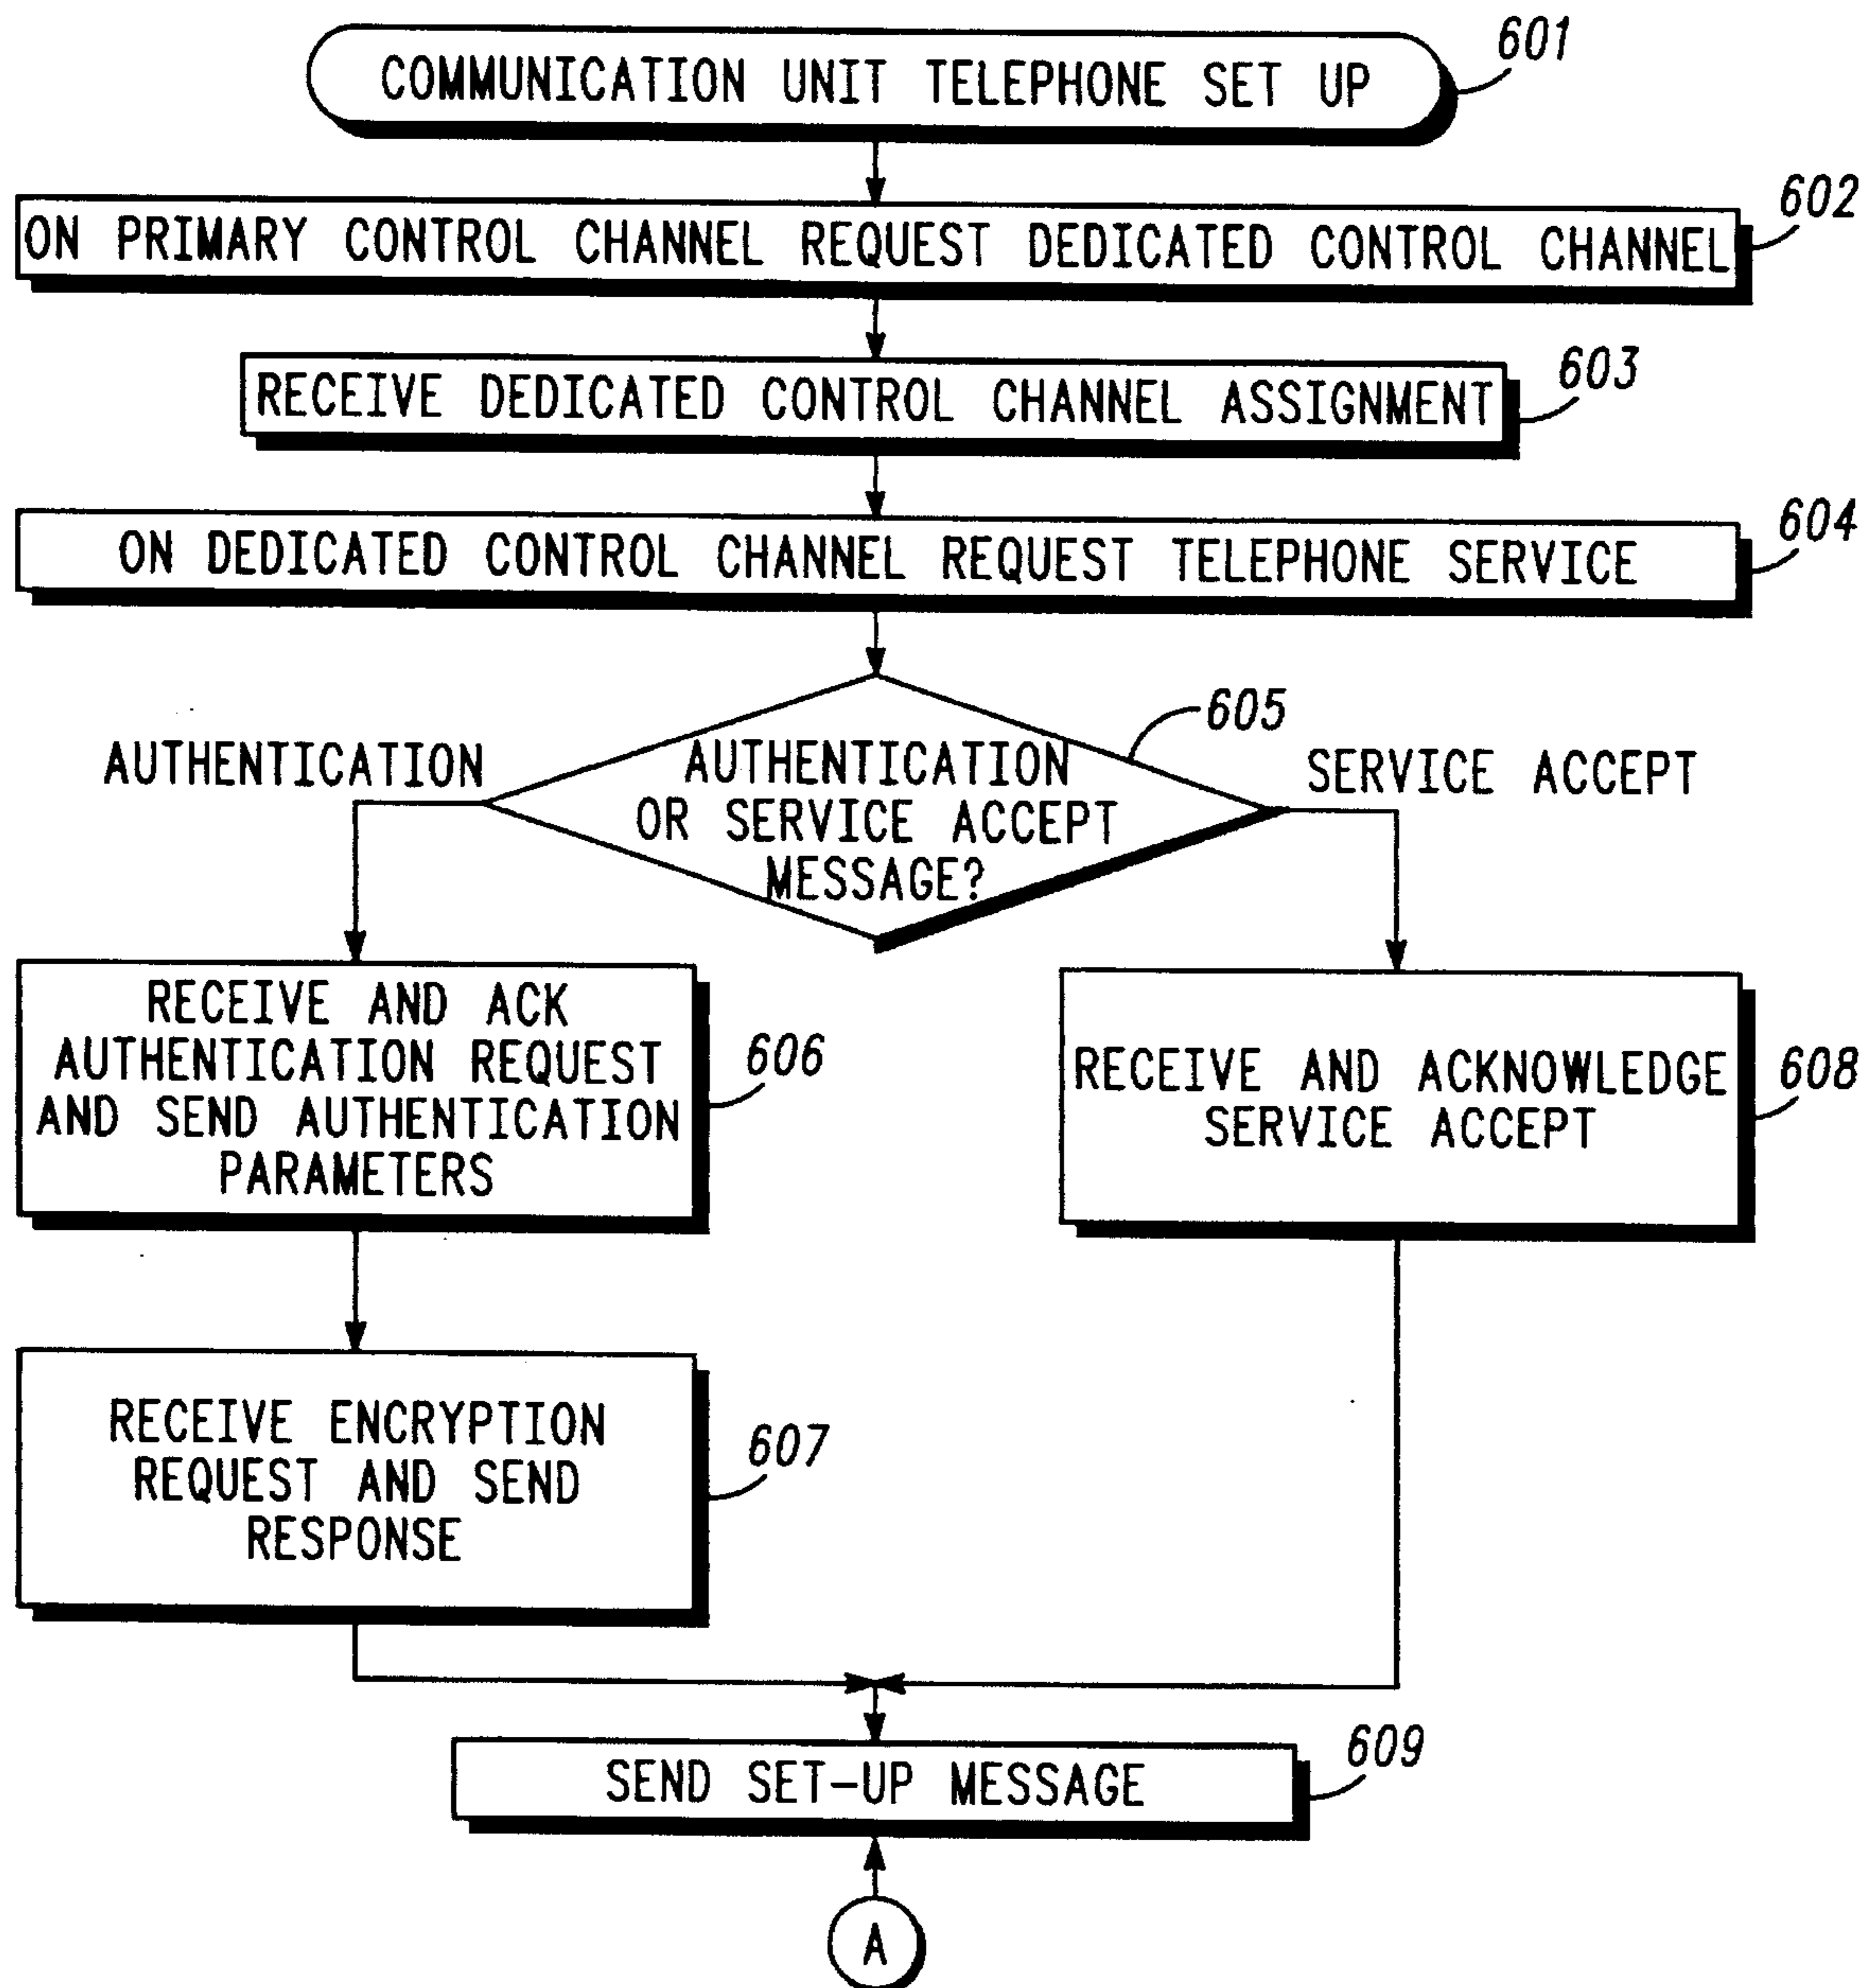 COMMUNICATION UNIT TELEPHONE SET UP
601
ON PRIMARY CONTROL CHANNEL REQUEST DEDICATED CONTROL CHANNEL
602
RECEIVE DEDICATED CONTROL CHANNEL ASSIGNMENT
603
ON DEDICATED CONTROL CHANNEL REQUEST TELEPHONE SERVICE
604
605
AUTHENTICATION
AUTHENTICATION
OR SERVICE ACCEPT
MESSAGE?
SERVICE ACCEPT
RECEIVE AND ACK
AUTHENTICATION REQUEST
AND SEND AUTHENTICATION
PARAMETERS
606
RECEIVE AND ACKNOWLEDGE
SERVICE ACCEPT
608
RECEIVE ENCRYPTION
REQUEST AND SEND
RESPONSE
607
SEND SET-UP MESSAGE
609
A